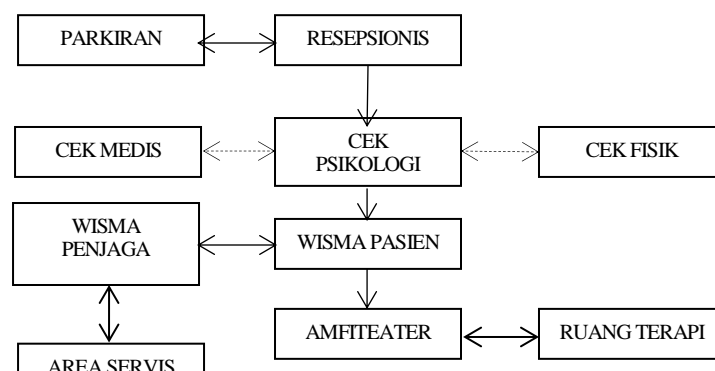 PARKIRAN
RESEPSIONIS
CEK MEDIS
CEK
PSIKOLOGI
CEK FISIK
WISMA
PENJAGA
WISMA PASIEN
AMFITEATER
RUANG TERAPI
AREA SERVIS